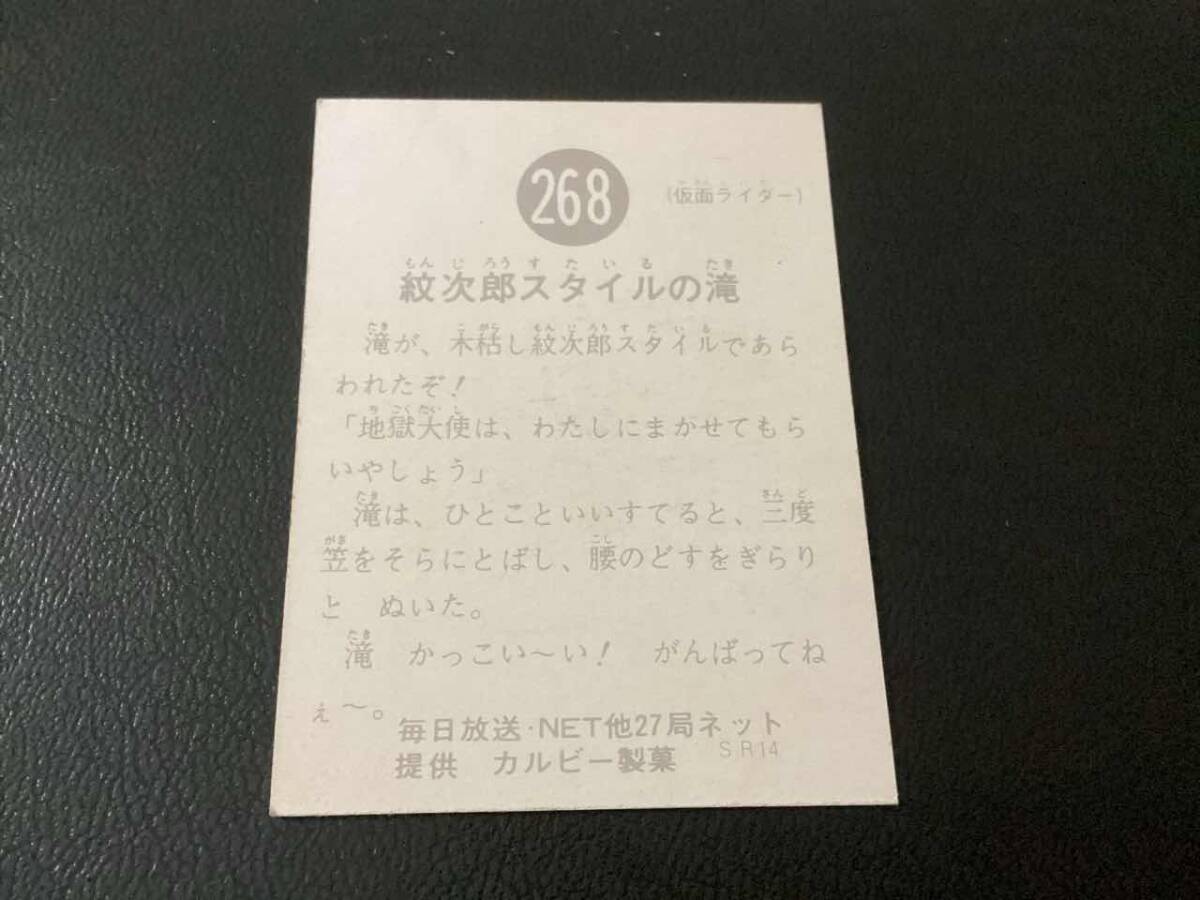 268
(仮面ライダー)
紋次郎スタイルの滝
滝が、木枯し紋次郎スタイルであら
われたぞ!
「地獄大使は、わたしにまかせてもら
いやしょう」
滝は、ひとこといいすてると、三度
笠をそらにとばし、腰のどすをぎらり
と　ぬいた。
滝　かっこい〜い!　がんばってね
ぇ〜。
毎日放送・NET他27局ネット
提供　カルビー製菓
SR14